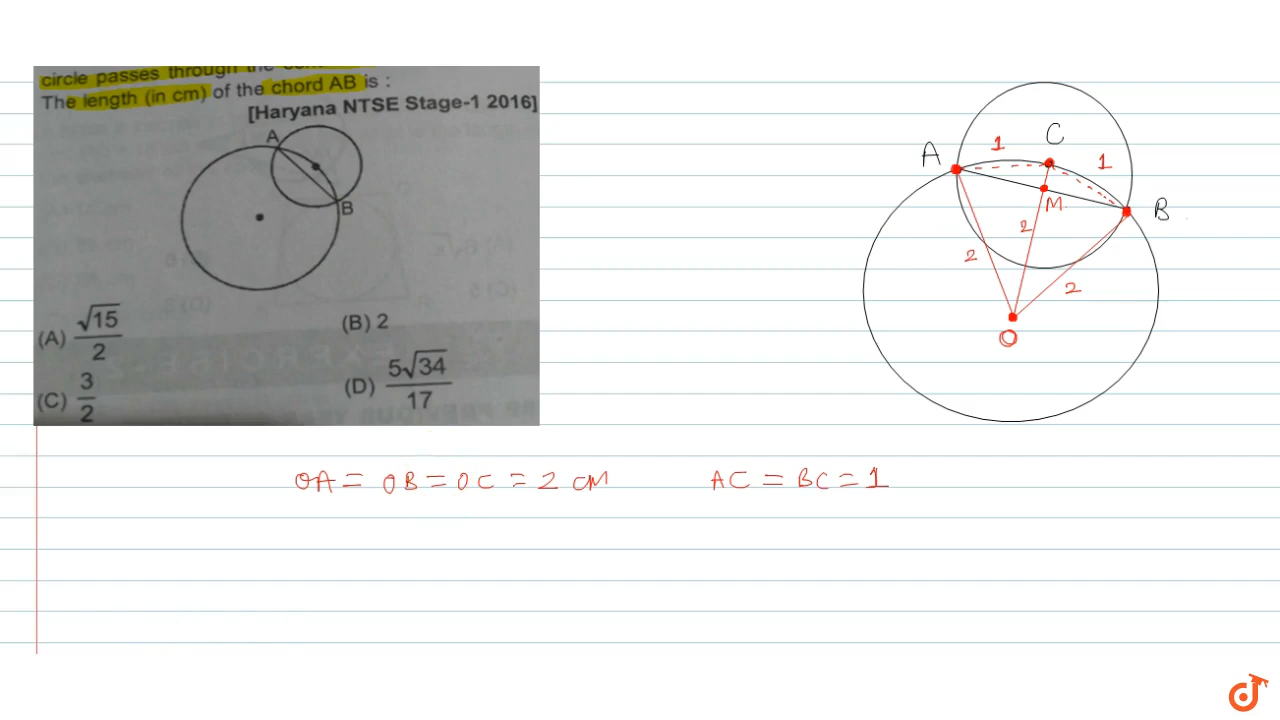 circle passes through the
The length (in cm) of the chord AB is :
[Haryana NTSE Stage-1 2016]
A
B
(A) √15/2
(B) 2
(C) 3/2
(D) 5√34/17
C
A
1
1
B
M
2
2
2
O
OA = OB = OC = 2 CM
AC = BC = 1